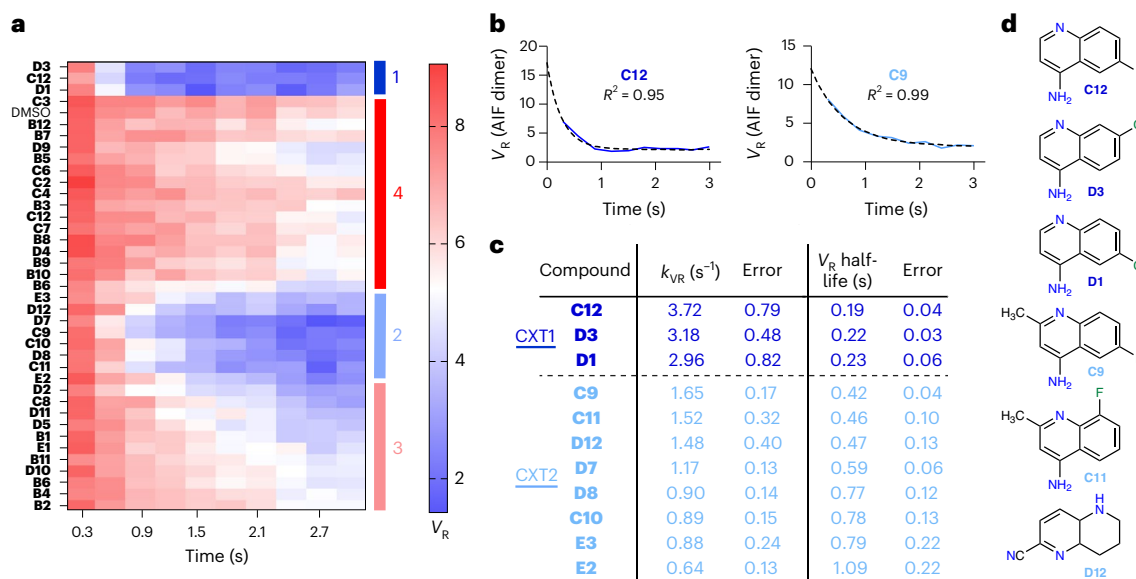 a
D3
C12
D1
C3
DMSO
B12
B7
D9
B5
C6
C2
C4
B3
C12
C7
B8
D4
B9
B10
B6
E3
D12
D7
C9
C10
D8
C11
E2
D2
C8
D11
D5
B1
E1
B11
D10
B6
B4
B2
0.3 0.9 1.5 2.1 2.7
Time (s)
1
4
2
3
8
6
4
2
VR
b
VR (AIF dimer)
20
15
10
5
0
C12
R2 = 0.95
0 1 2 3
Time (s)
VR (AIF dimer)
15
10
5
0
C9
R2 = 0.99
0 1 2 3
Time (s)
c
Compound kVR (s−1) Error VR half-life (s) Error
CXT1
C12 3.72 0.79 0.19 0.04
D3 3.18 0.48 0.22 0.03
D1 2.96 0.82 0.23 0.06
CXT2
C9 1.65 0.17 0.42 0.04
C11 1.52 0.32 0.46 0.10
D12 1.48 0.40 0.47 0.13
D7 1.17 0.13 0.59 0.06
D8 0.90 0.14 0.77 0.12
C10 0.89 0.15 0.78 0.13
E3 0.88 0.24 0.79 0.22
E2 0.64 0.13 1.09 0.22
d
N
NH2
C12
N
NH2
D3
N
NH2
D1
H3C
N
NH2
C9
F
H3C
N
NH2
C11
H
N
NC
N
D12